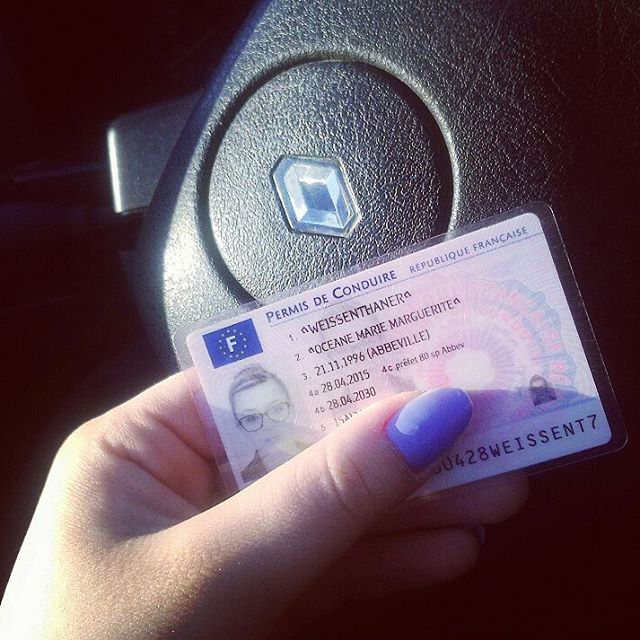 PERMIS DE CONDUIRE RÉPUBLIQUE FRANÇAISE
F
1. ^WEISSENTHANER^
2. ^OCEANE MARIE MARGUERITE^
3. 21.11.1996 (ABBEVILLE)
4a 28.04.2015 4c.préfet 80 sp Abbev
4b 28.04.2030
5.
0428WEISSENT7